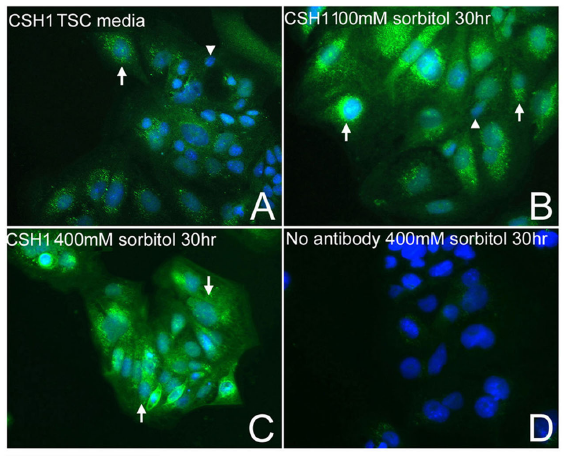 CSH1 TSC media
A
CSH1 100mM sorbitol 30hr
B
CSH1 400mM sorbitol 30hr
C
No antibody 400mM sorbitol 30hr
D